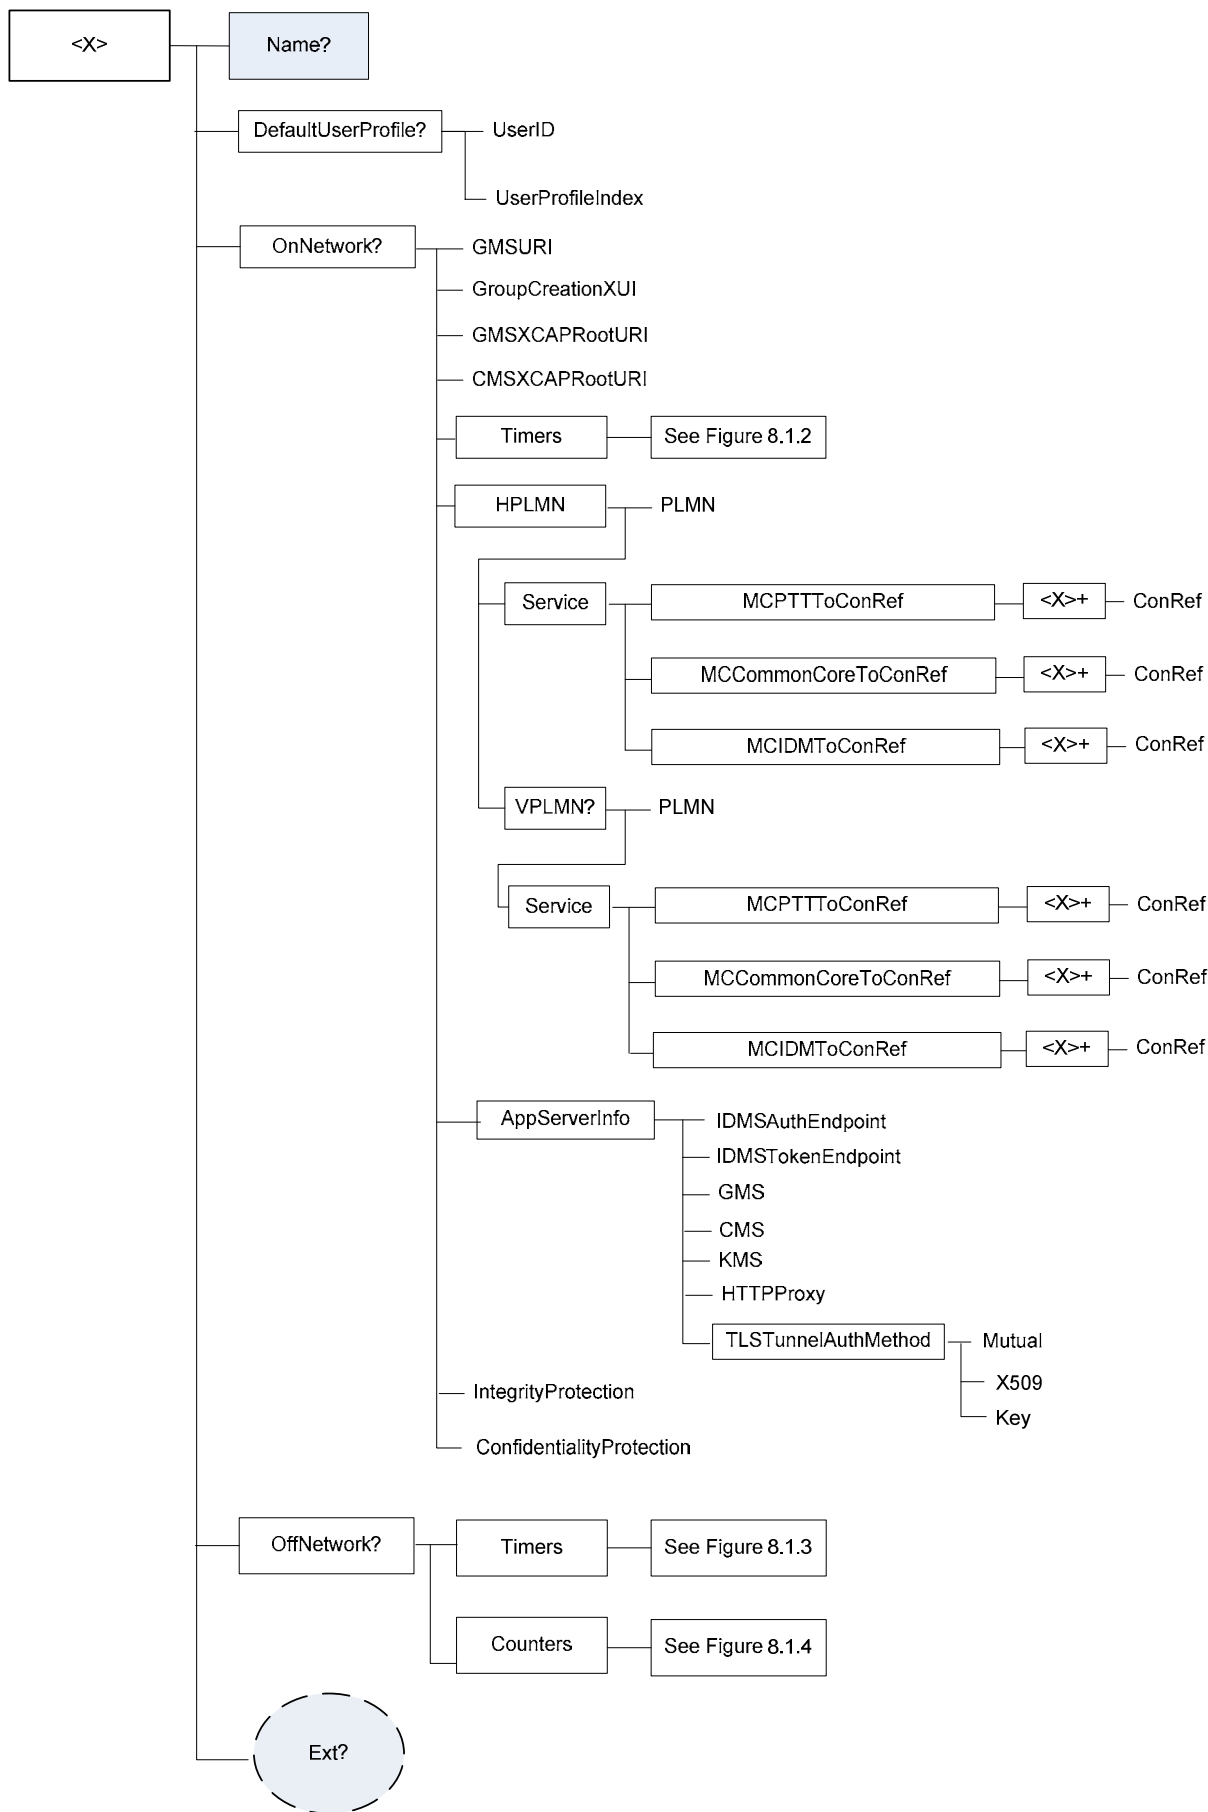 <X>
Name?
DefaultUserProfile?
UserID
UserProfileIndex
OnNetwork?
GMSURI
GroupCreationXUI
GMSXCAPRootURI
CMSXCAPRootURI
Timers
See Figure 8.1.2
HPLMN
PLMN
Service
MCPTTToConRef
<X>+
ConRef
MCCommonCoreToConRef
<X>+
ConRef
MCIDMToConRef
<X>+
ConRef
VPLMN?
PLMN
Service
MCPTTToConRef
<X>+
ConRef
MCCommonCoreToConRef
<X>+
ConRef
MCIDMToConRef
<X>+
ConRef
AppServerInfo
IDMSAuthEndpoint
IDMSTokenEndpoint
GMS
CMS
KMS
HTTPProxy
TLSTunnelAuthMethod
Mutual
X509
Key
IntegrityProtection
ConfidentialityProtection
OffNetwork?
Timers
See Figure 8.1.3
Counters
See Figure 8.1.4
Ext?